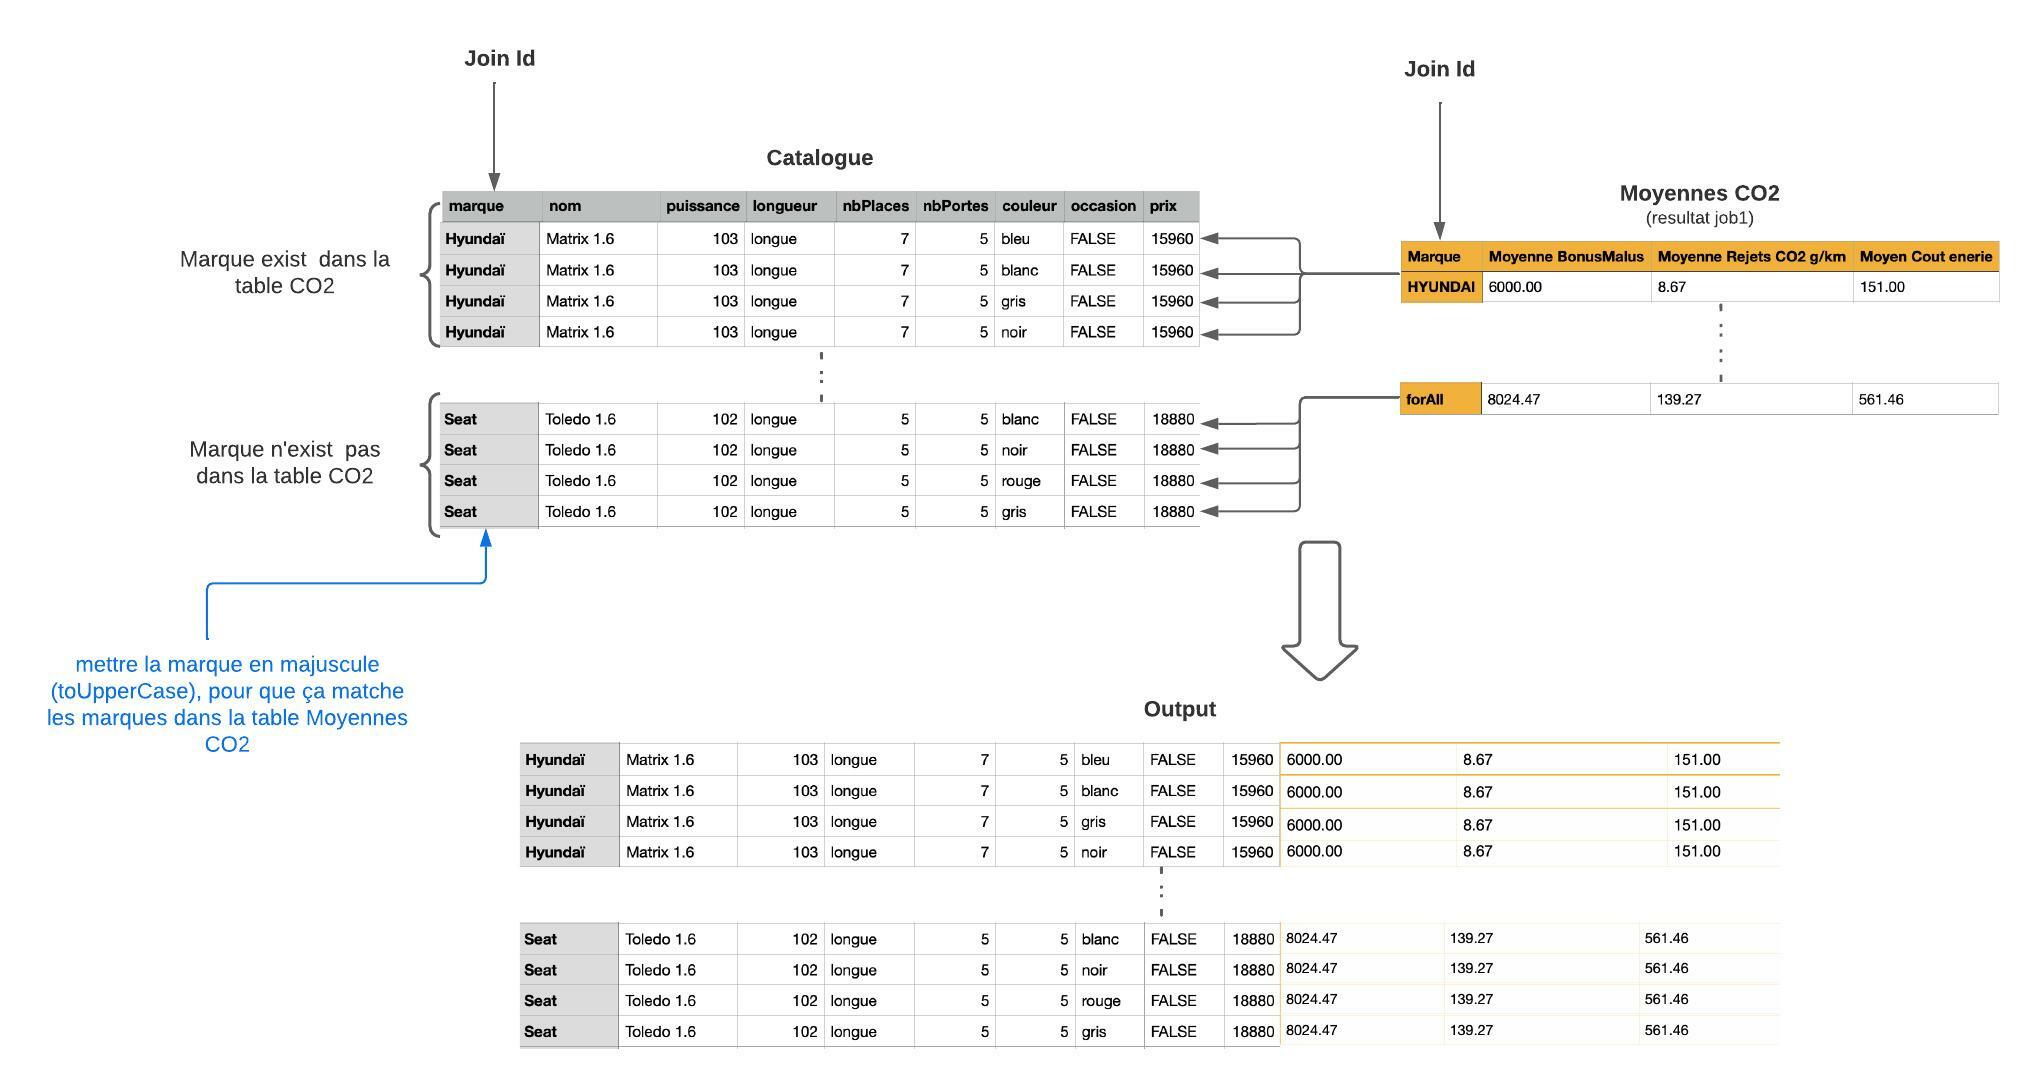 Join Id
Join Id
Catalogue
Moyennes CO2
(resultat job1)
marque nom puissance longueur nbPlaces nbPortes couleur occasion prix
Hyundaï Matrix 1.6 103 longue 7 5 bleu FALSE 15960
Hyundaï Matrix 1.6 103 longue 7 5 blanc FALSE 15960
Hyundaï Matrix 1.6 103 longue 7 5 gris FALSE 15960
Hyundaï Matrix 1.6 103 longue 7 5 noir FALSE 15960
Marque exist dans la
table CO2
Marque Moyenne BonusMalus Moyenne Rejets CO2 g/km Moyen Cout enerie
HYUNDAI 6000.00 8.67 151.00
forAll 8024.47 139.27 561.46
Seat Toledo 1.6 102 longue 5 5 blanc FALSE 18880
Seat Toledo 1.6 102 longue 5 5 noir FALSE 18880
Seat Toledo 1.6 102 longue 5 5 rouge FALSE 18880
Seat Toledo 1.6 102 longue 5 5 gris FALSE 18880
Marque n'exist pas
dans la table CO2
mettre la marque en majuscule
(toUpperCase), pour que ça matche
les marques dans la table Moyennes
CO2
Output
Hyundaï Matrix 1.6 103 longue 7 5 bleu FALSE 15960 6000.00 8.67 151.00
Hyundaï Matrix 1.6 103 longue 7 5 blanc FALSE 15960 6000.00 8.67 151.00
Hyundaï Matrix 1.6 103 longue 7 5 gris FALSE 15960 6000.00 8.67 151.00
Hyundaï Matrix 1.6 103 longue 7 5 noir FALSE 15960 6000.00 8.67 151.00
Seat Toledo 1.6 102 longue 5 5 blanc FALSE 18880 8024.47 139.27 561.46
Seat Toledo 1.6 102 longue 5 5 noir FALSE 18880 8024.47 139.27 561.46
Seat Toledo 1.6 102 longue 5 5 rouge FALSE 18880 8024.47 139.27 561.46
Seat Toledo 1.6 102 longue 5 5 gris FALSE 18880 8024.47 139.27 561.46